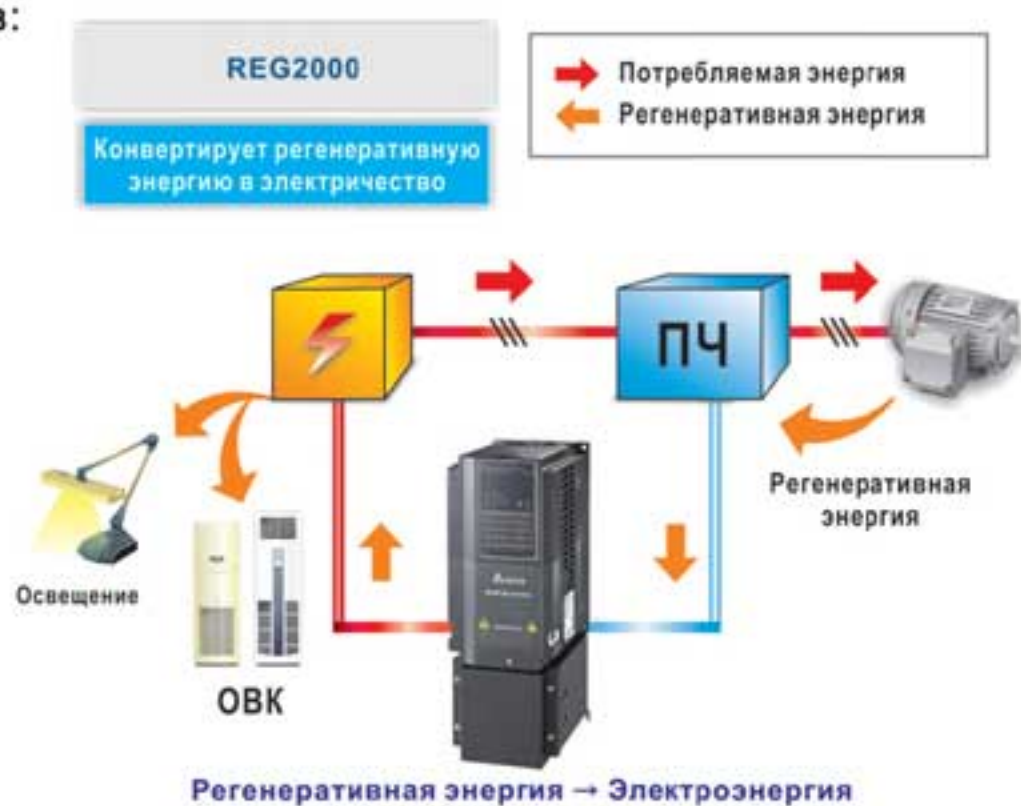 в:
REG2000
Потребляемая энергия
Регенеративная энергия
Конвертирует регенеративную
энергию в электричество
ПЧ
Регенеративная
энергия
Освещение
ОВК
Регенеративная энергия → Электроэнергия